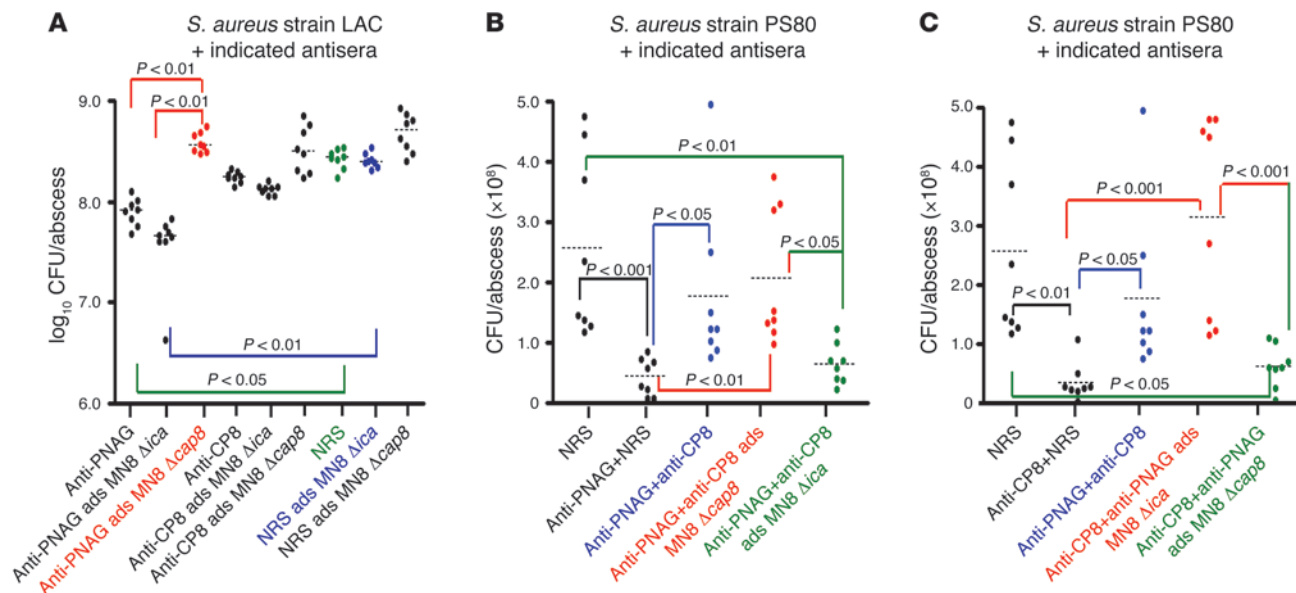 A
S. aureus strain LAC
+ indicated antisera
P < 0.01
P < 0.01
9.0
8.0
7.0
6.0
log10 CFU/abscess
P < 0.01
P < 0.05
Anti-PNAG
Anti-PNAG ads MN8 Δica
Anti-PNAG ads MN8 Δcap8
Anti-CP8
Anti-CP8 ads MN8 Δica
Anti-CP8 ads MN8 Δcap8
NRS
NRS ads MN8 Δica
NRS ads MN8 Δcap8
B
S. aureus strain PS80
+ indicated antisera
5.0
4.0
3.0
2.0
1.0
0
CFU/abscess (×10⁸)
P < 0.01
P < 0.05
P < 0.05
P < 0.001
P < 0.01
NRS
Anti-PNAG+NRS
Anti-PNAG+anti-CP8
Anti-PNAG+anti-CP8 ads
MN8 Δcap8
Anti-PNAG+anti-CP8
ads MN8 Δica
C
S. aureus strain PS80
+ indicated antisera
5.0
4.0
3.0
2.0
1.0
0
CFU/abscess (×10⁸)
P < 0.001
P < 0.001
P < 0.05
P < 0.01
P < 0.05
NRS
Anti-CP8+NRS
Anti-PNAG+anti-CP8
Anti-CP8+anti-PNAG ads
MN8 Δica
Anti-CP8+anti-PNAG
ads MN8 Δcap8